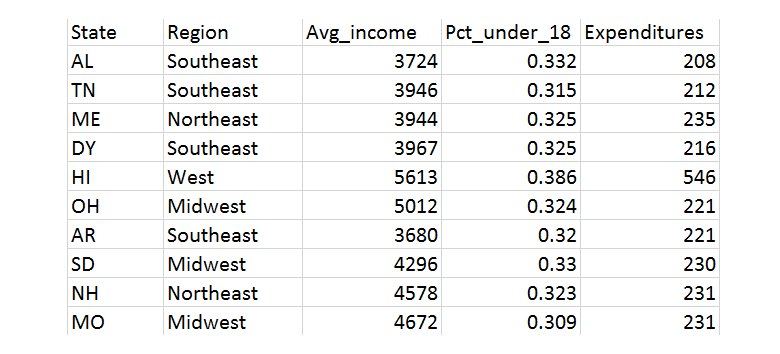 State Region Avg_income Pct_under_18 Expenditures
AL Southeast 3724 0.332 208
TN Southeast 3946 0.315 212
ME Northeast 3944 0.325 235
DY Southeast 3967 0.325 216
HI West 5613 0.386 546
OH Midwest 5012 0.324 221
AR Southeast 3680 0.32 221
SD Midwest 4296 0.33 230
NH Northeast 4578 0.323 231
MO Midwest 4672 0.309 231